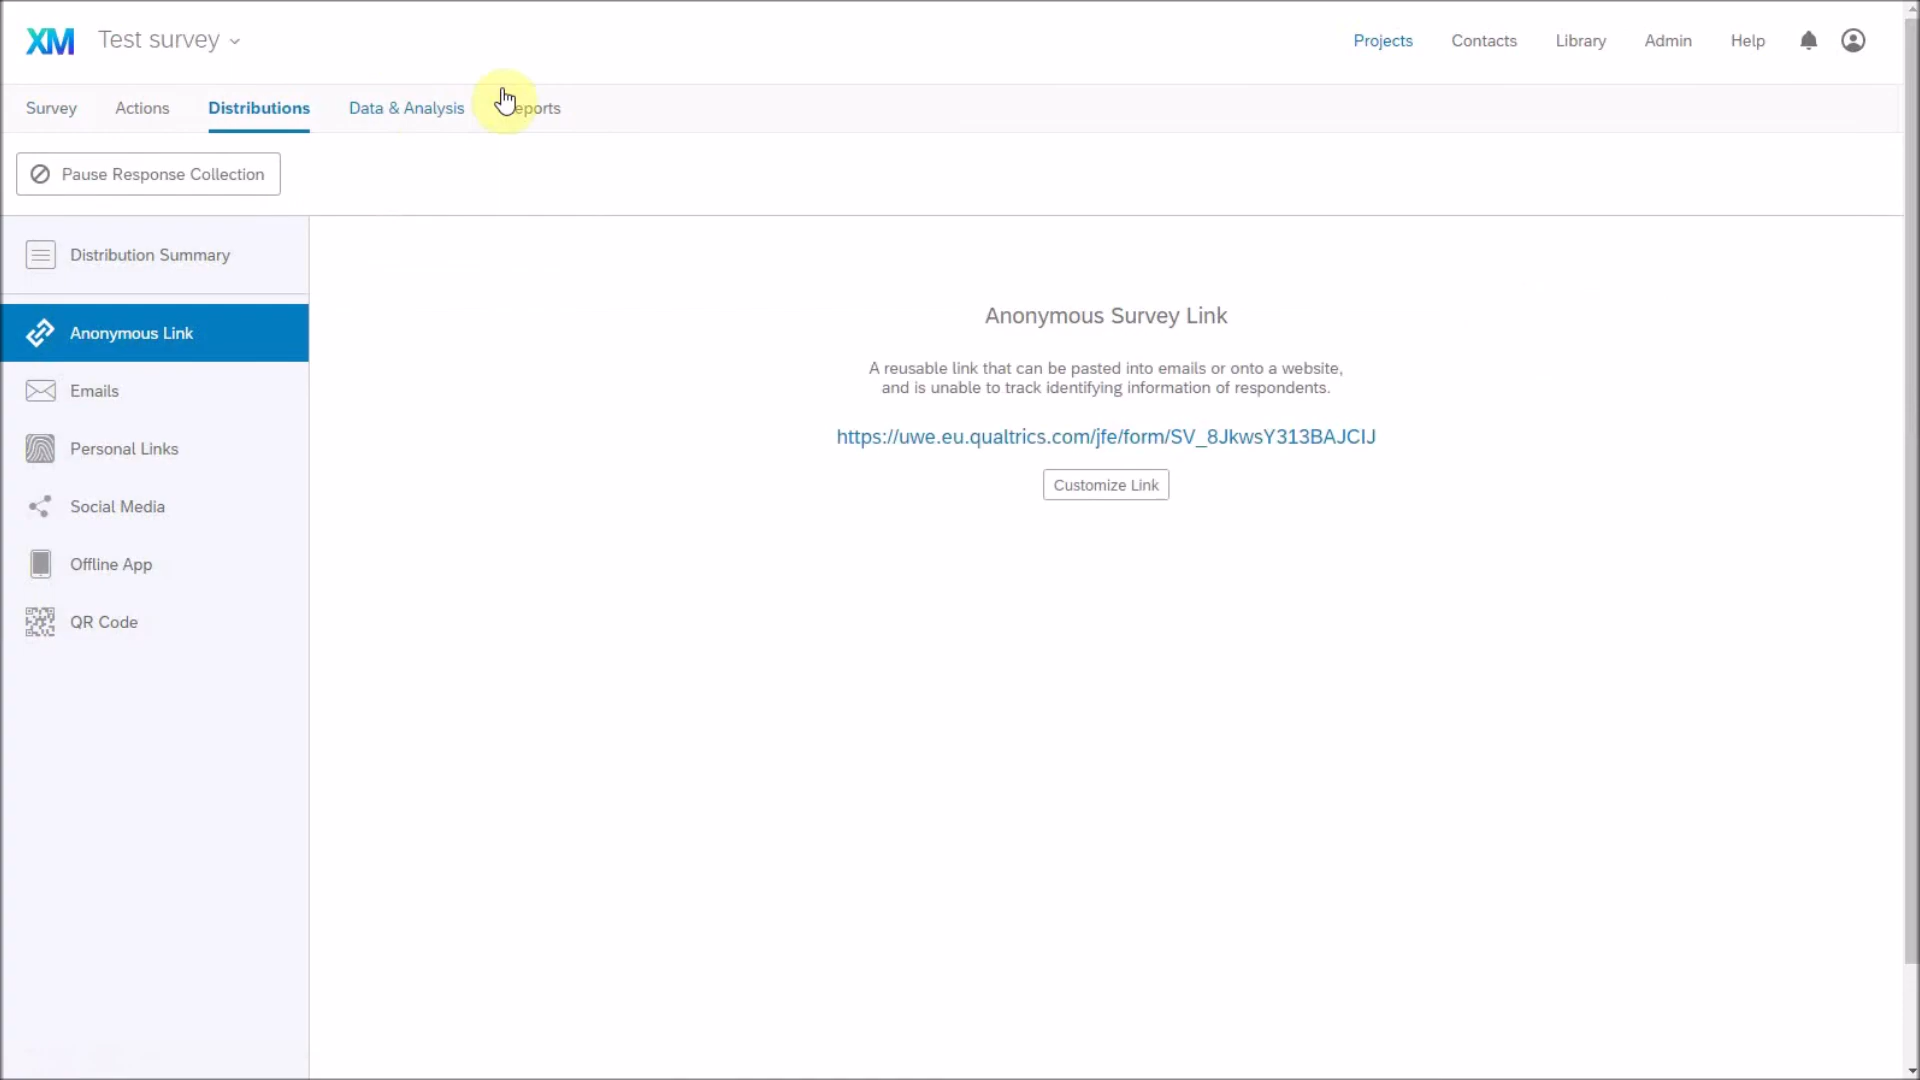 XM Test survey
Projects Contacts Library Admin Help
Survey Actions Distributions Data & Analysis
Pause Response Collection
Distribution Summary
Anonymous Link
Emails
Personal Links
Social Media
Offline App
QR Code
Anonymous Survey Link
A reusable link that can be pasted into emails or onto a website,
and is unable to track identifying information of respondents.
https://uwe.eu.qualtrics.com/jfe/form/SV_8JkwsY313BAJCIJ
Customize Link